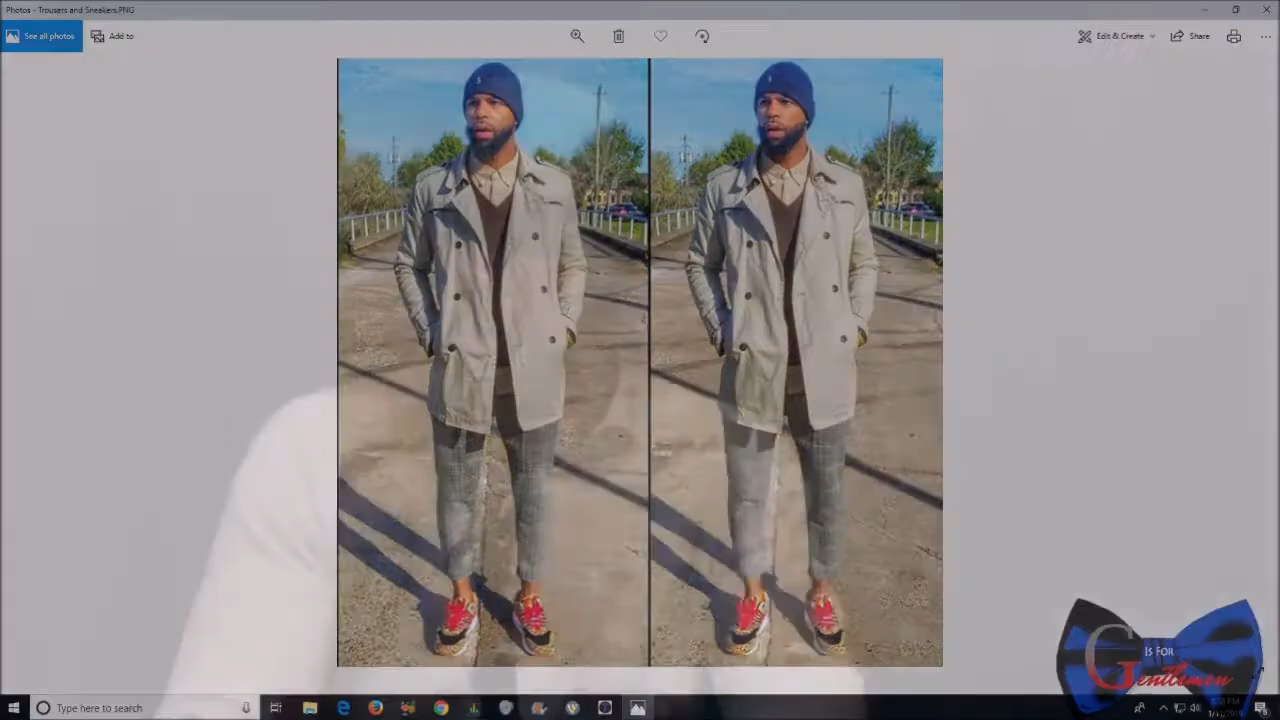 Photos - Trousers and Sneakers.PNG
See all photos
Add to
Edit & Create
Share
G Is For
Gentlemen
Type here to search